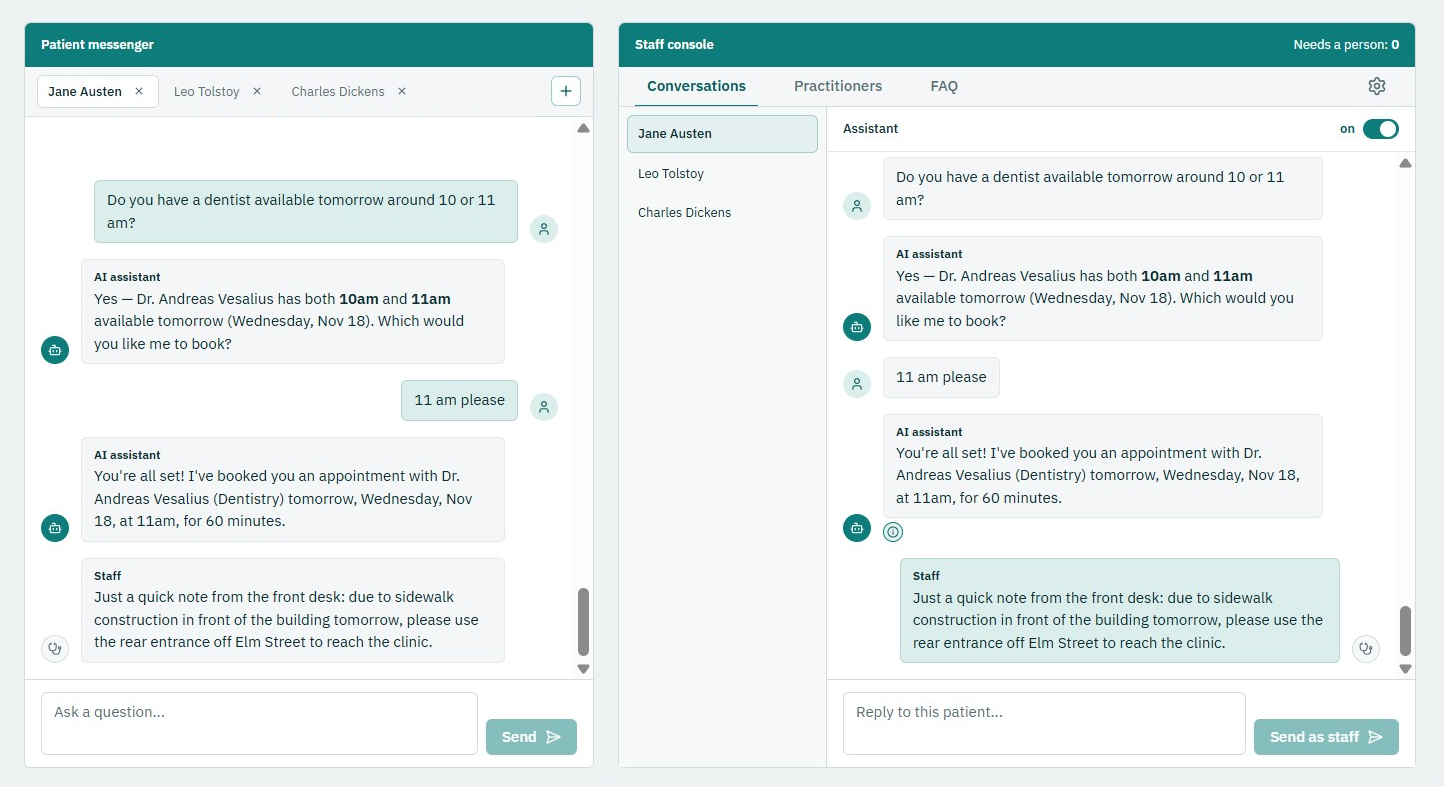 Patient messenger
Jane Austen
Leo Tolstoy
Charles Dickens
Do you have a dentist available tomorrow around 10 or 11
am?
AI assistant
Yes — Dr. Andreas Vesalius has both 10am and 11am
available tomorrow (Wednesday, Nov 18). Which would
you like me to book?
11 am please
AI assistant
You're all set! I've booked you an appointment with Dr.
Andreas Vesalius (Dentistry) tomorrow, Wednesday, Nov
18, at 11am, for 60 minutes.
Staff
Just a quick note from the front desk: due to sidewalk
construction in front of the building tomorrow, please use
the rear entrance off Elm Street to reach the clinic.
Ask a question...
Send
Staff console
Needs a person: 0
Conversations
Practitioners
FAQ
Jane Austen
Leo Tolstoy
Charles Dickens
Assistant
on
Do you have a dentist available tomorrow around 10 or 11
am?
AI assistant
Yes — Dr. Andreas Vesalius has both 10am and 11am
available tomorrow (Wednesday, Nov 18). Which would you
like me to book?
11 am please
AI assistant
You're all set! I've booked you an appointment with Dr.
Andreas Vesalius (Dentistry) tomorrow, Wednesday, Nov 18,
at 11am, for 60 minutes.
Staff
Just a quick note from the front desk: due to sidewalk
construction in front of the building tomorrow, please use the
rear entrance off Elm Street to reach the clinic.
Reply to this patient...
Send as staff